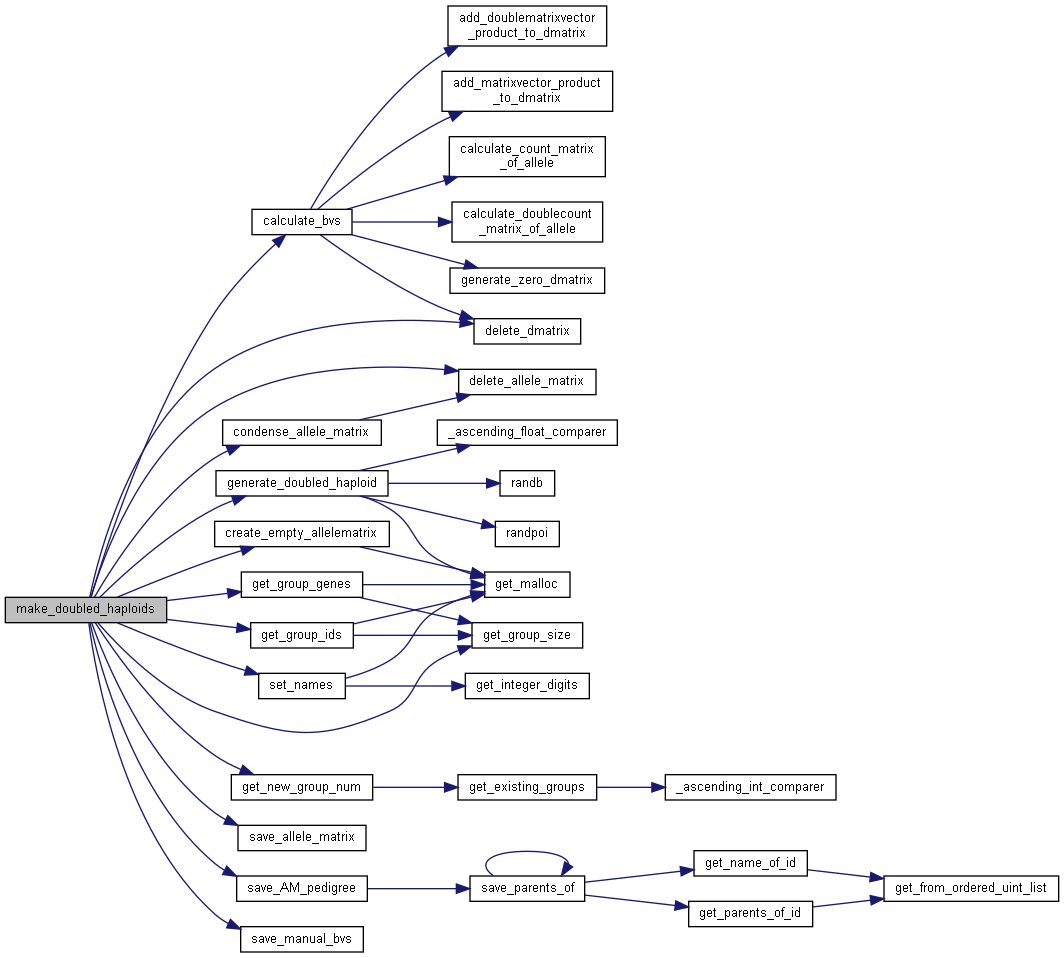 add_doublematrixvector
_product_to_dmatrix
add_matrixvector_product
_to_dmatrix
calculate_count_matrix
_of_allele
calculate_bvs
calculate_doublecount
_matrix_of_allele
generate_zero_dmatrix
delete_dmatrix
delete_allele_matrix
condense_allele_matrix
_ascending_float_comparer
generate_doubled_haploid
randb
create_empty_allelematrix
randpoi
get_group_genes
get_malloc
make_doubled_haploids
get_group_ids
get_group_size
set_names
get_integer_digits
get_new_group_num
get_existing_groups
_ascending_int_comparer
save_allele_matrix
get_name_of_id
save_AM_pedigree
save_parents_of
get_from_ordered_uint_list
get_parents_of_id
save_manual_bvs